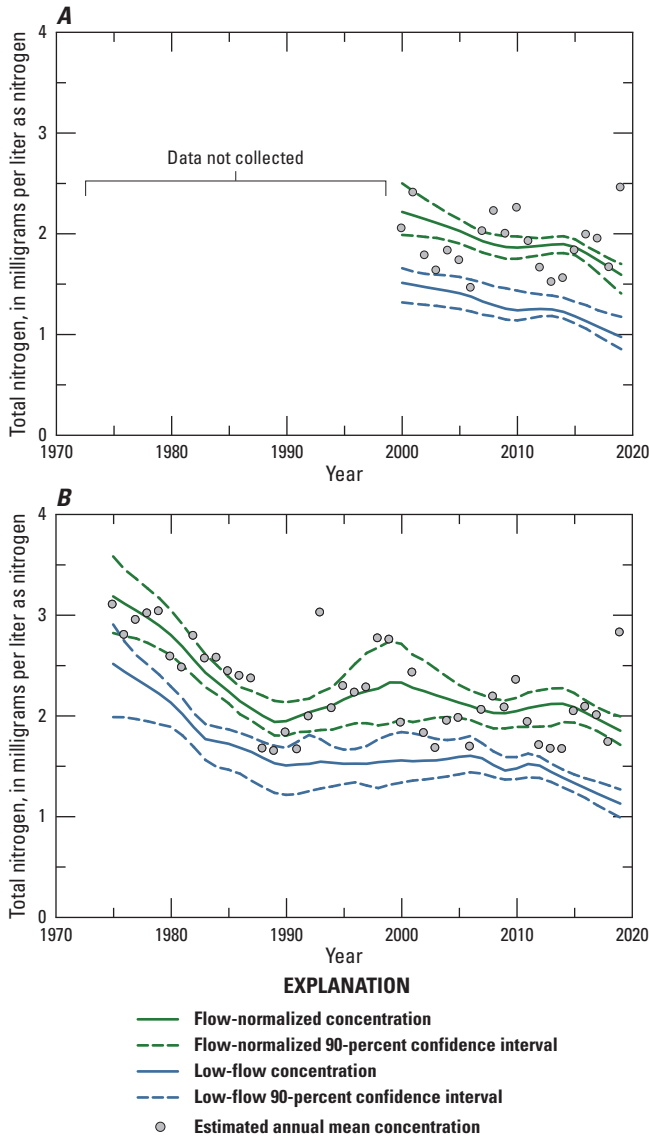 A
Total nitrogen, in milligrams per liter as nitrogen
4
3
2
1
0
Data not collected
1970 1980 1990 2000 2010 2020
Year
B
Total nitrogen, in milligrams per liter as nitrogen
4
3
2
1
0
1970 1980 1990 2000 2010 2020
Year
EXPLANATION
Flow-normalized concentration
Flow-normalized 90-percent confidence interval
Low-flow concentration
Low-flow 90-percent confidence interval
Estimated annual mean concentration